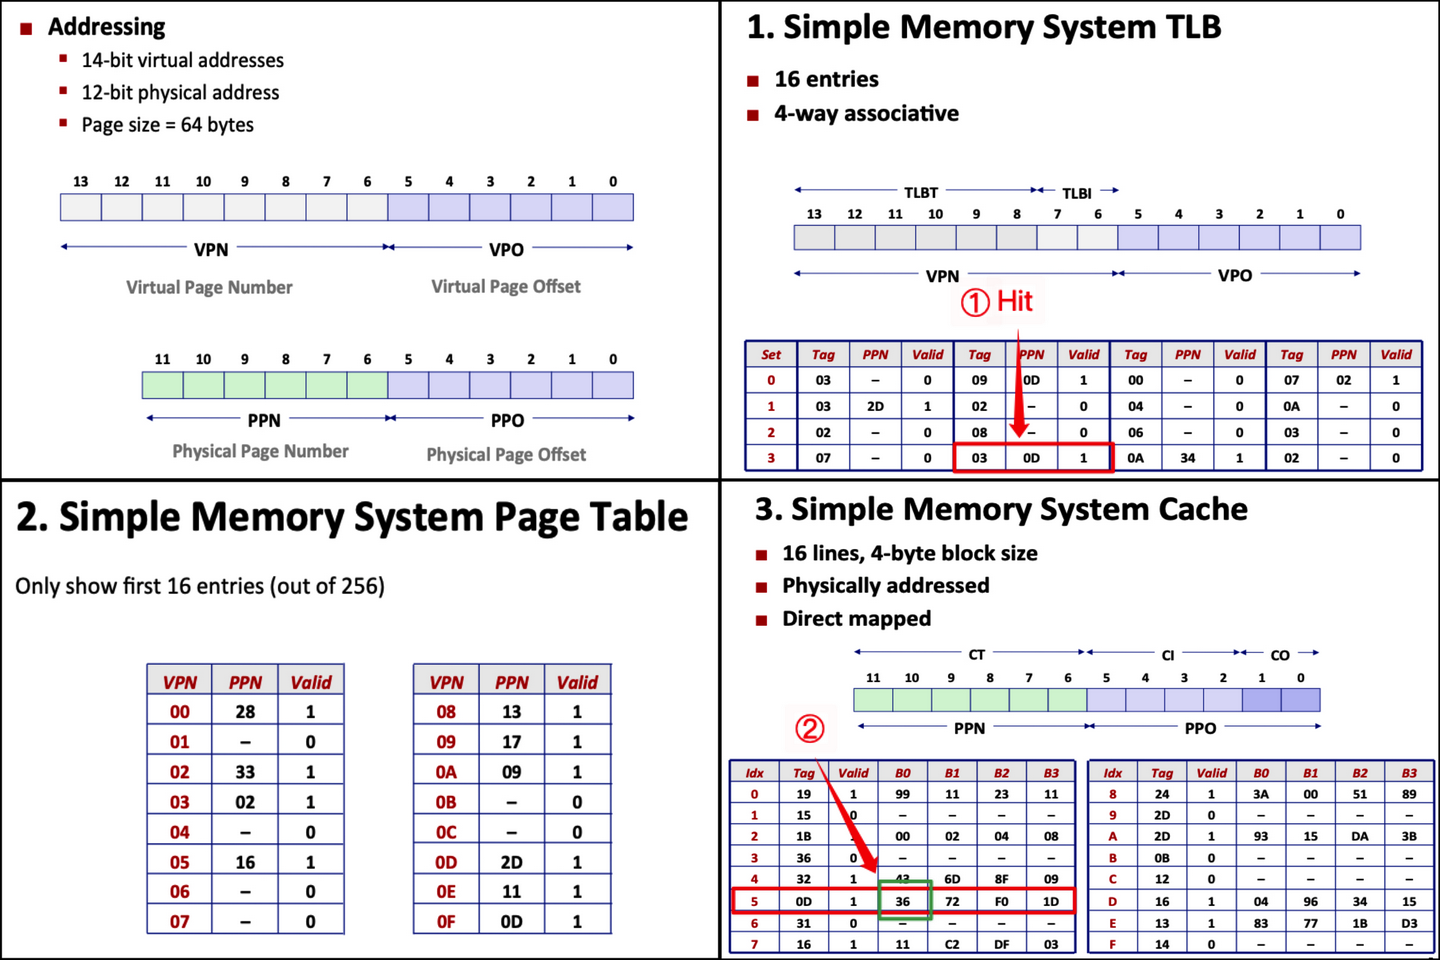 ■ Addressing
▪ 14-bit virtual addresses
▪ 12-bit physical address
▪ Page size = 64 bytes
13 12 11 10 9 8 7 6 5 4 3 2 1 0
VPN VPO
Virtual Page Number Virtual Page Offset
11 10 9 8 7 6 5 4 3 2 1 0
PPN PPO
Physical Page Number Physical Page Offset
1. Simple Memory System TLB
■ 16 entries
■ 4-way associative
TLBT TLBI
13 12 11 10 9 8 7 6 5 4 3 2 1 0
VPN VPO
① Hit
Set Tag PPN Valid Tag PPN Valid Tag PPN Valid Tag PPN Valid
0 03 – 0 09 0D 1 00 – 0 07 02 1
1 03 2D 1 02 – 0 04 – 0 0A – 0
2 02 – 0 08 – 0 06 – 0 03 – 0
3 07 – 0 03 0D 1 0A 34 1 02 – 0
2. Simple Memory System Page Table
Only show first 16 entries (out of 256)
VPN PPN Valid
00 28 1
01 – 0
02 33 1
03 02 1
04 – 0
05 16 1
06 – 0
07 – 0
VPN PPN Valid
08 13 1
09 17 1
0A 09 1
0B – 0
0C – 0
0D 2D 1
0E 11 1
0F 0D 1
3. Simple Memory System Cache
■ 16 lines, 4-byte block size
■ Physically addressed
■ Direct mapped
CT CI CO
11 10 9 8 7 6 5 4 3 2 1 0
PPN PPO
②
Idx Tag Valid B0 B1 B2 B3
0 19 1 99 11 23 11
1 15 0 – – – –
2 1B 00 02 04 08
3 36 0 – – – –
4 32 1 43 6D 8F 09
5 0D 1 36 72 F0 1D
6 31 0 – – – –
7 16 1 11 C2 DF 03
Idx Tag Valid B0 B1 B2 B3
8 24 1 3A 00 51 89
9 2D 0 – – – –
A 2D 1 93 15 DA 3B
B 0B 0 – – – –
C 12 0 – – – –
D 16 1 04 96 34 15
E 13 1 83 77 1B D3
F 14 0 – – – –